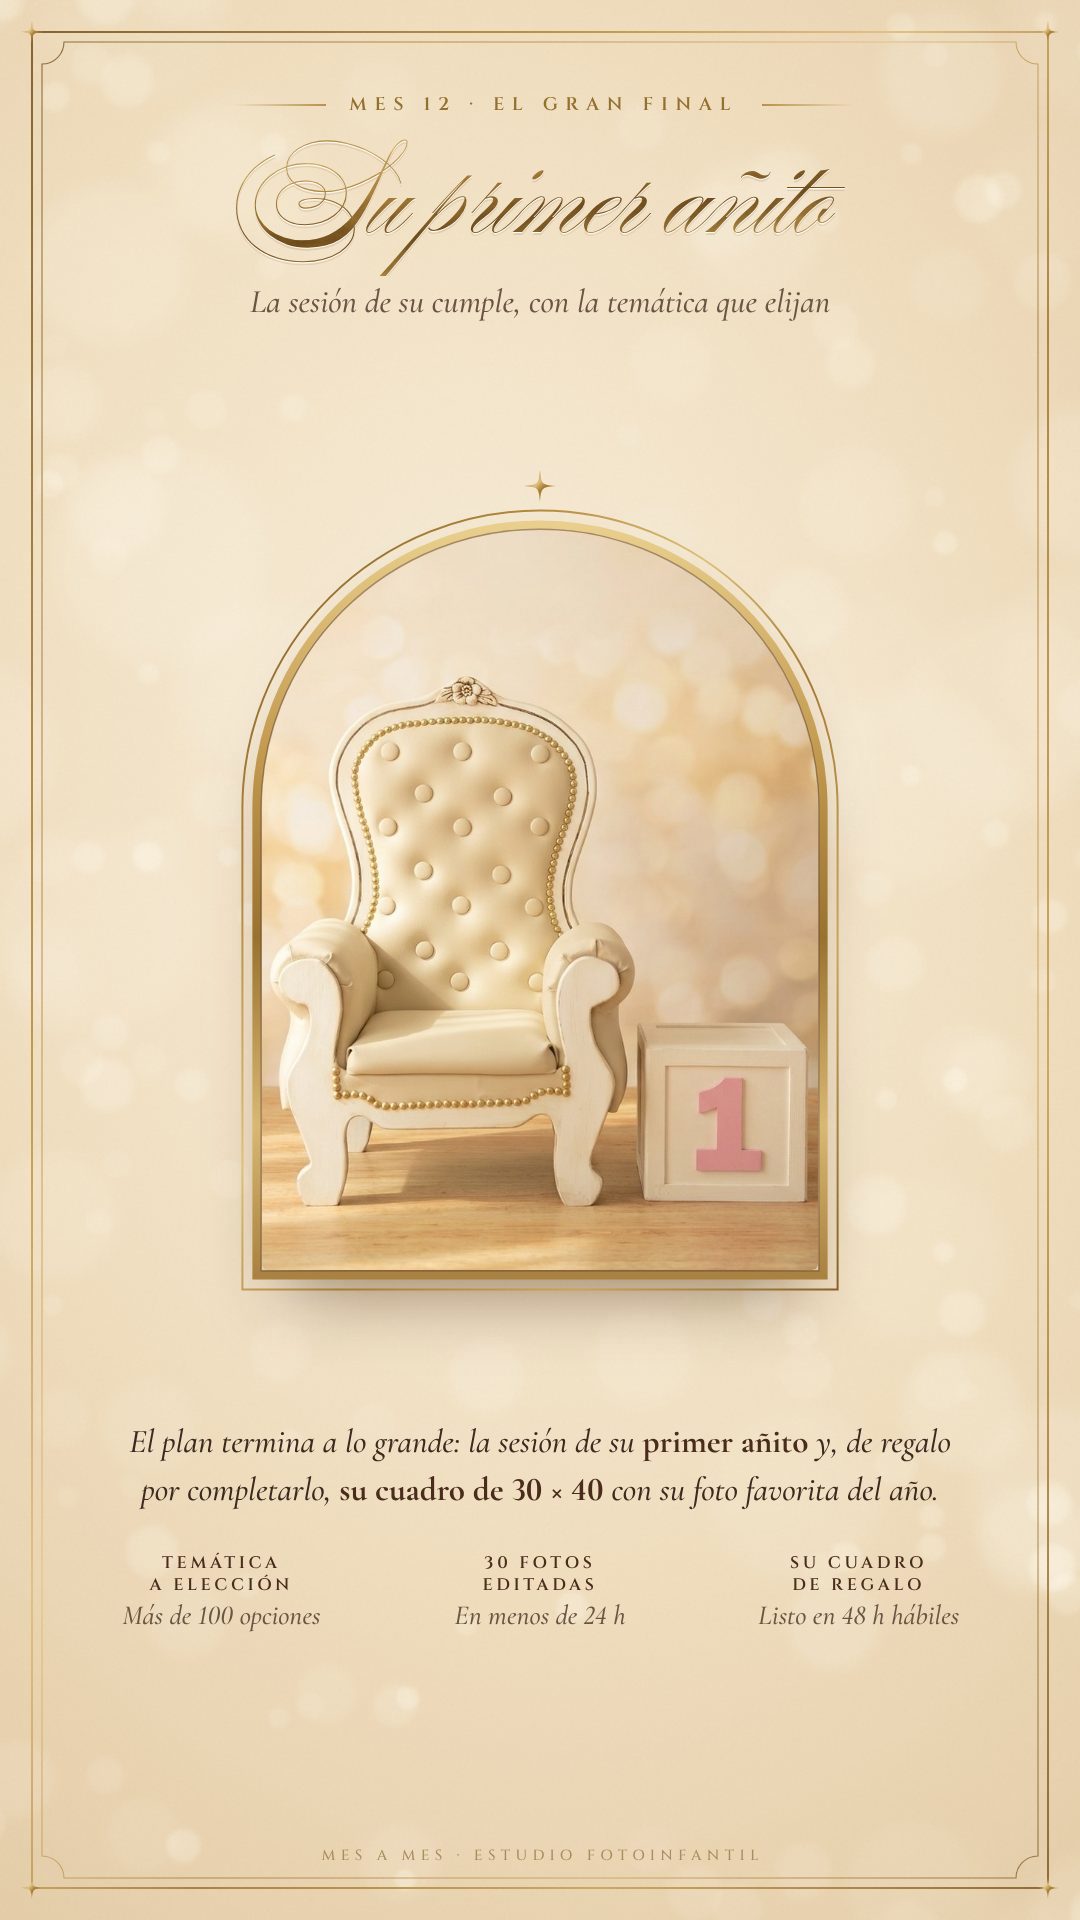 MES 12 · EL GRAN FINAL
Su primer añito
La sesión de su cumple, con la temática que elijan
1
El plan termina a lo grande: la sesión de su primer añito y, de regalo
por completarlo, su cuadro de 30 × 40 con su foto favorita del año.
TEMÁTICA
A ELECCIÓN
Más de 100 opciones
30 FOTOS
EDITADAS
En menos de 24 h
SU CUADRO
DE REGALO
Listo en 48 h hábiles
MES A MES · ESTUDIO FOTOINFANTIL